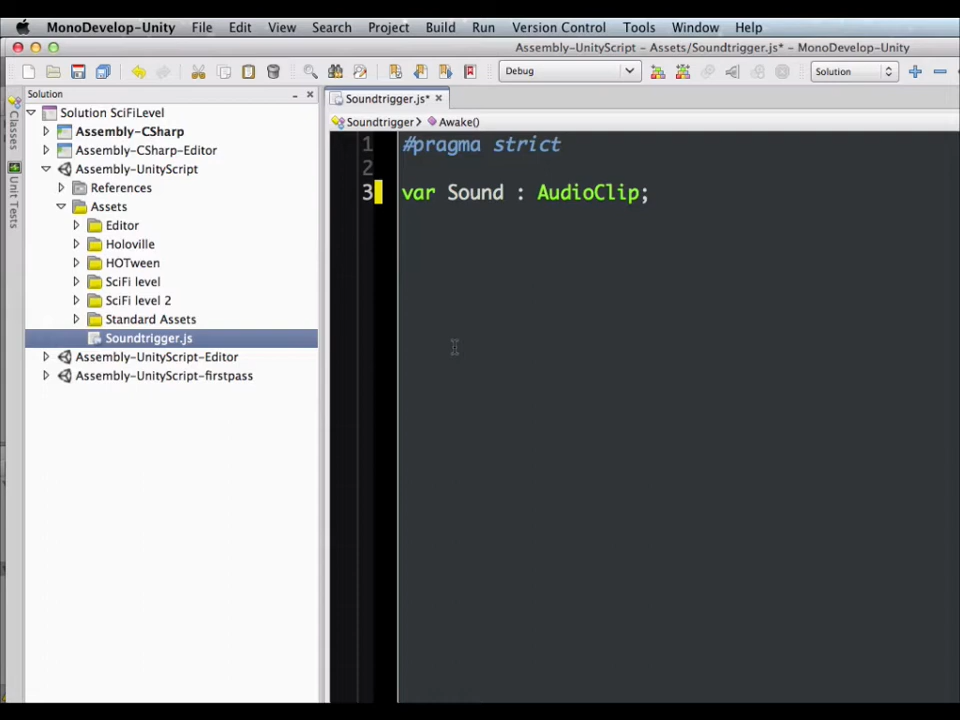 MonoDevelop-Unity File Edit View Search Project Build Run Version Control Tools Window Help
Assembly-UnityScript – Assets/Soundtrigger.js* – MonoDevelop-Unity
Debug Solution
Solution
Soundtrigger.js*
Classes
Unit Tests
Solution SciFiLevel
Assembly-CSharp
Assembly-CSharp-Editor
Assembly-UnityScript
References
Assets
Editor
Holoville
HOTween
SciFi level
SciFi level 2
Standard Assets
Soundtrigger.js
Assembly-UnityScript-Editor
Assembly-UnityScript-firstpass
Soundtrigger Awake()
1 #pragma strict
2
3 var Sound : AudioClip;